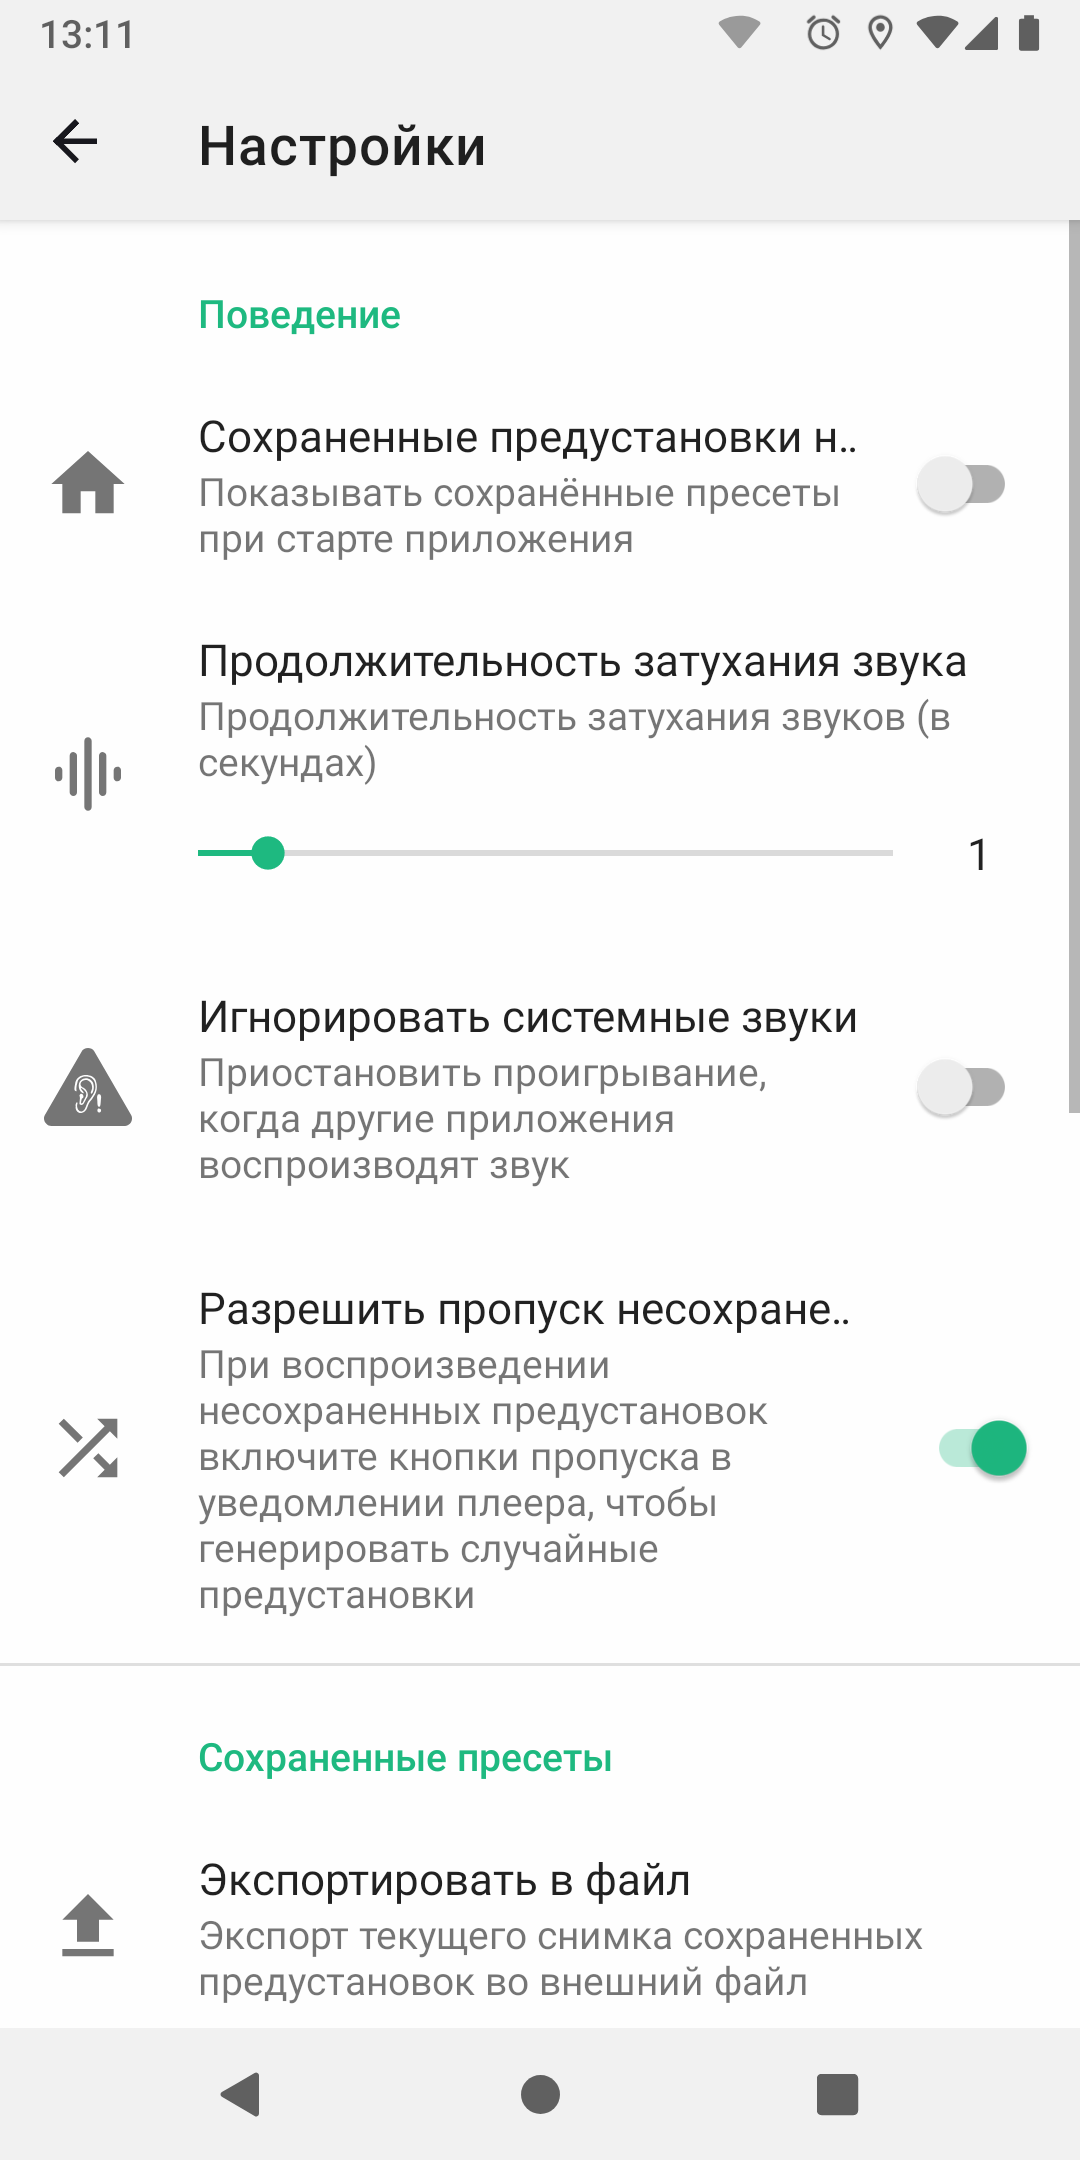 13:11
Настройки
Поведение
Сохраненные предустановки н..
Показывать сохранённые пресеты
при старте приложения
Продолжительность затухания звука
Продолжительность затухания звуков (в
секундах)
1
Игнорировать системные звуки
Приостановить проигрывание,
когда другие приложения
воспроизводят звук
Разрешить пропуск несохране..
При воспроизведении
несохраненных предустановок
включите кнопки пропуска в
уведомлении плеера, чтобы
генерировать случайные
предустановки
Сохраненные пресеты
Экспортировать в файл
Экспорт текущего снимка сохраненных
предустановок во внешний файл